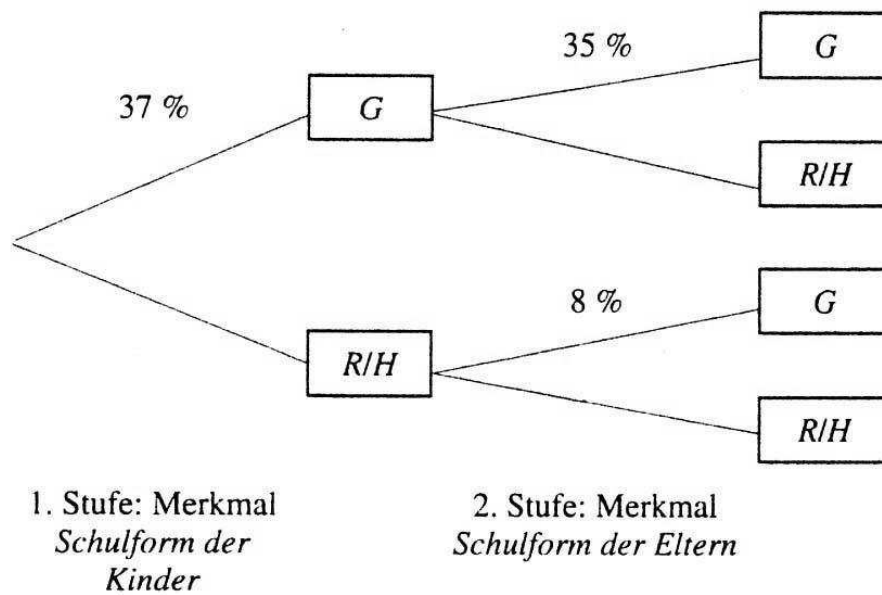 35 %
G
37 %
G
R/H
8 %
G
R/H
R/H
1. Stufe: Merkmal
Schulform der
Kinder
2. Stufe: Merkmal
Schulform der Eltern